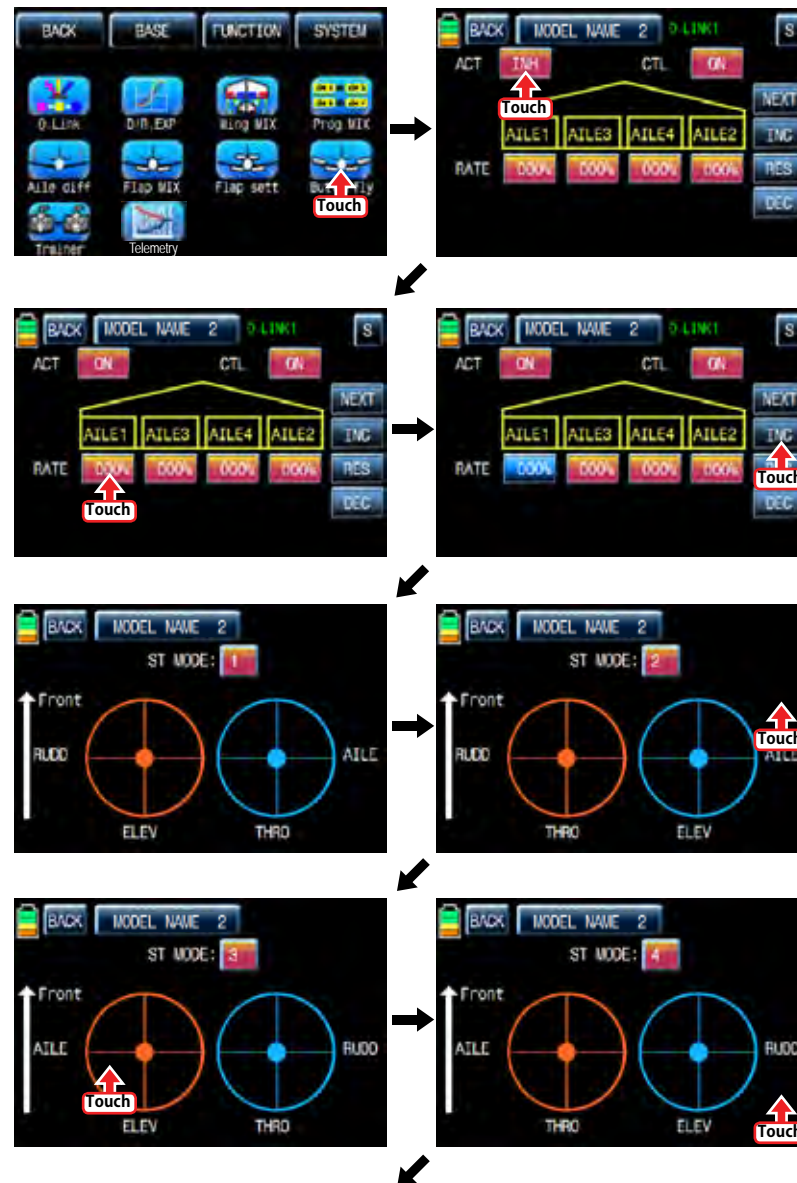 BACK BASE FUNCTION SYSTEM
Q.Link D/R,EXP Wing MIX Prog MIX
Aile diff Flap MIX Flap sett
Touch
Trainer Telemetry
BACK MODEL NAME 2 Q-LINK1 S
ACT INH CTL ON
Touch
NEXT
AILE1 AILE3 AILE4 AILE2 INC
RATE 000% 000% 000% 000% RES
DEC
BACK MODEL NAME 2 Q-LINK1 S
ACT ON CTL ON
NEXT
AILE1 AILE3 AILE4 AILE2 INC
RATE 000% 000% 000% 000% RES
Touch
DEC
BACK MODEL NAME 2 Q-LINK1 S
ACT ON CTL ON
NEXT
AILE1 AILE3 AILE4 AILE2 INC
RATE 000% 000% 000% 000%
Touch
DEC
BACK MODEL NAME 2
ST MODE: 1
Front
RUDD AILE
ELEV THRO
BACK MODEL NAME 2
ST MODE: 2
Front
Touch
RUDD AILE
THRO ELEV
BACK MODEL NAME 2
ST MODE: 3
Front
AILE RUDD
Touch
ELEV THRO
BACK MODEL NAME 2
ST MODE: 4
Front
AILE RUDD
THRO ELEV
Touch